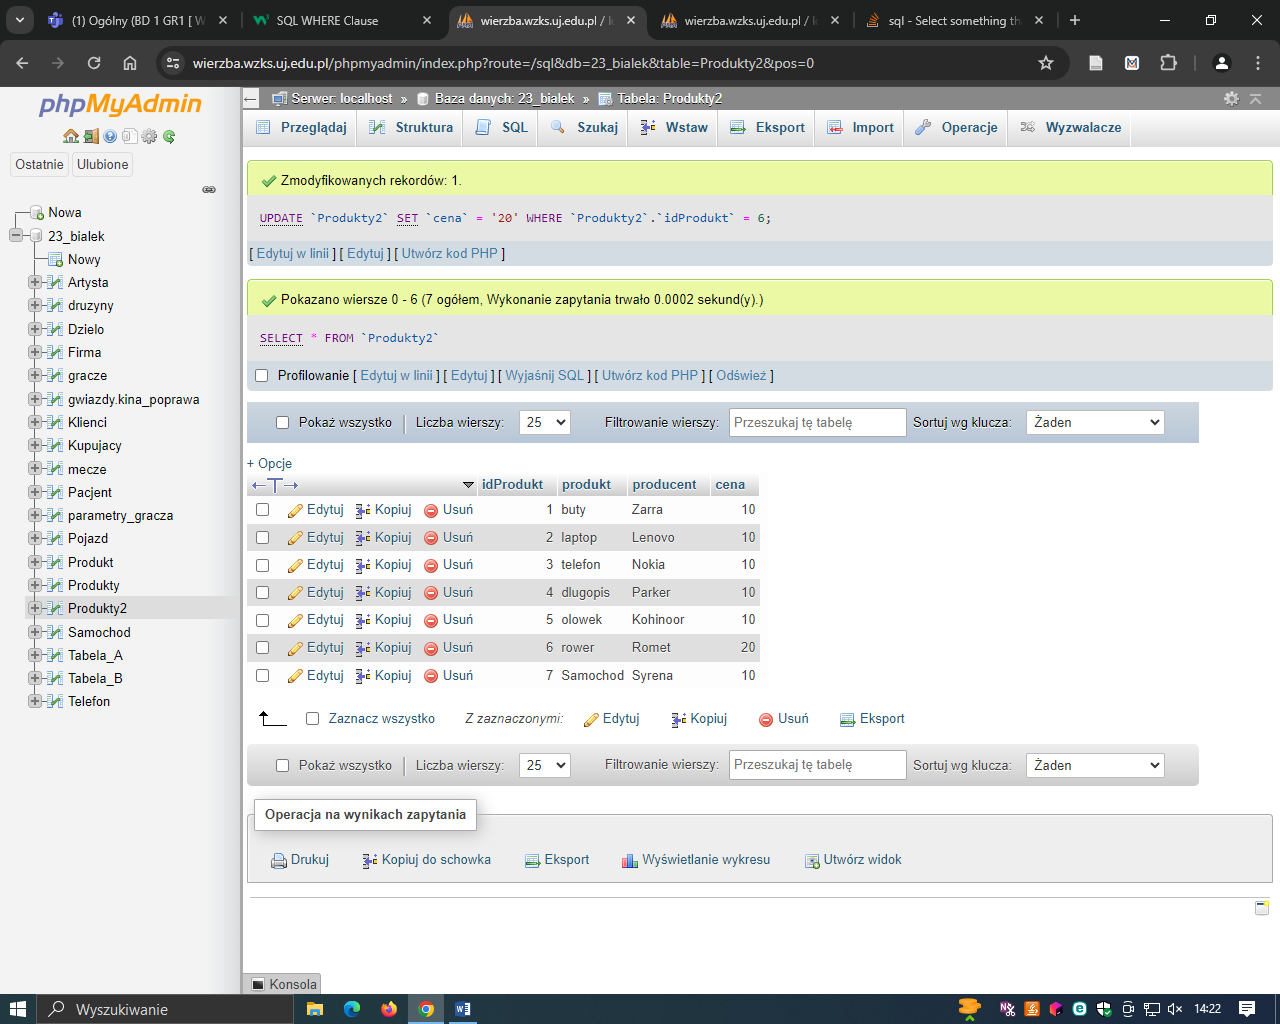 (1) Ogólny (BD 1 GR1 [ W
SQL WHERE Clause
wierzba.wzks.uj.edu.pl / l
wierzba.wzks.uj.edu.pl / l
sql - Select something th
wierzba.wzks.uj.edu.pl/phpmyadmin/index.php?route=/sql&db=23_bialek&table=Produkty2&pos=0
phpMyAdmin
Ostatnie Ulubione
Nowa
23_bialek
Nowy
Artysta
druzyny
Dzielo
Firma
gracze
gwiazdy.kina_poprawa
Klienci
Kupujacy
mecze
Pacjent
parametry_gracza
Pojazd
Produkt
Produkty
Produkty2
Samochod
Tabela_A
Tabela_B
Telefon
Serwer: localhost » Baza danych: 23_bialek » Tabela: Produkty2
Przeglądaj Struktura SQL Szukaj Wstaw Eksport Import Operacje Wyzwalacze
Zmodyfikowanych rekordów: 1.
UPDATE `Produkty2` SET `cena` = '20' WHERE `Produkty2`.`idProdukt` = 6;
[ Edytuj w linii ] [ Edytuj ] [ Utwórz kod PHP ]
Pokazano wiersze 0 - 6 (7 ogółem, Wykonanie zapytania trwało 0.0002 sekund(y).)
SELECT * FROM `Produkty2`
Profilowanie [ Edytuj w linii ] [ Edytuj ] [ Wyjaśnij SQL ] [ Utwórz kod PHP ] [ Odśwież ]
Pokaż wszystko Liczba wierszy: 25 Filtrowanie wierszy: Przeszukaj tę tabelę Sortuj wg klucza: Żaden
+ Opcje
idProdukt produkt producent cena
Edytuj Kopiuj Usuń 1 buty Zarra 10
Edytuj Kopiuj Usuń 2 laptop Lenovo 10
Edytuj Kopiuj Usuń 3 telefon Nokia 10
Edytuj Kopiuj Usuń 4 dlugopis Parker 10
Edytuj Kopiuj Usuń 5 olowek Kohinoor 10
Edytuj Kopiuj Usuń 6 rower Romet 20
Edytuj Kopiuj Usuń 7 Samochod Syrena 10
Zaznacz wszystko Z zaznaczonymi: Edytuj Kopiuj Usuń Eksport
Pokaż wszystko Liczba wierszy: 25 Filtrowanie wierszy: Przeszukaj tę tabelę Sortuj wg klucza: Żaden
Operacja na wynikach zapytania
Drukuj Kopiuj do schowka Eksport Wyświetlanie wykresu Utwórz widok
Konsola
Wyszukiwanie
14:22